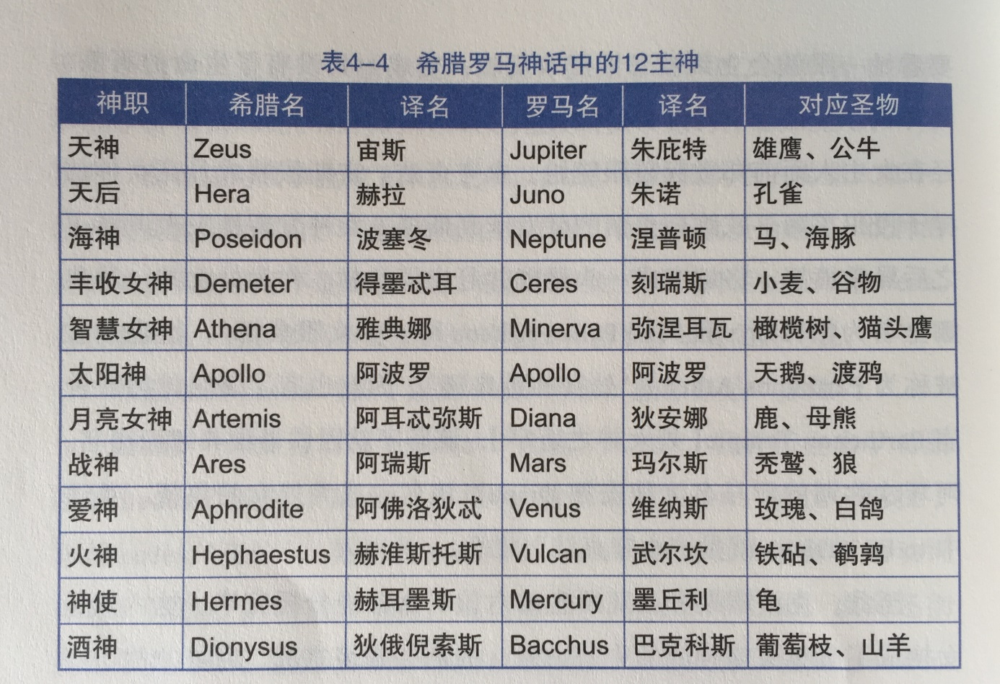 表4–4 希腊罗马神话中的12主神
神职 希腊名 译名 罗马名 译名 对应圣物
天神 Zeus 宙斯 Jupiter 朱庇特 雄鹰、公牛
天后 Hera 赫拉 Juno 朱诺 孔雀
海神 Poseidon 波塞冬 Neptune 涅普顿 马、海豚
丰收女神 Demeter 得墨忒耳 Ceres 刻瑞斯 小麦、谷物
智慧女神 Athena 雅典娜 Minerva 弥涅耳瓦 橄榄树、猫头鹰
太阳神 Apollo 阿波罗 Apollo 阿波罗 天鹅、渡鸦
月亮女神 Artemis 阿耳忒弥斯 Diana 狄安娜 鹿、母熊
战神 Ares 阿瑞斯 Mars 玛尔斯 秃鹫、狼
爱神 Aphrodite 阿佛洛狄忒 Venus 维纳斯 玫瑰、白鸽
火神 Hephaestus 赫淮斯托斯 Vulcan 武尔坎 铁砧、鹌鹑
神使 Hermes 赫耳墨斯 Mercury 墨丘利 龟
酒神 Dionysus 狄俄倪索斯 Bacchus 巴克科斯 葡萄枝、山羊